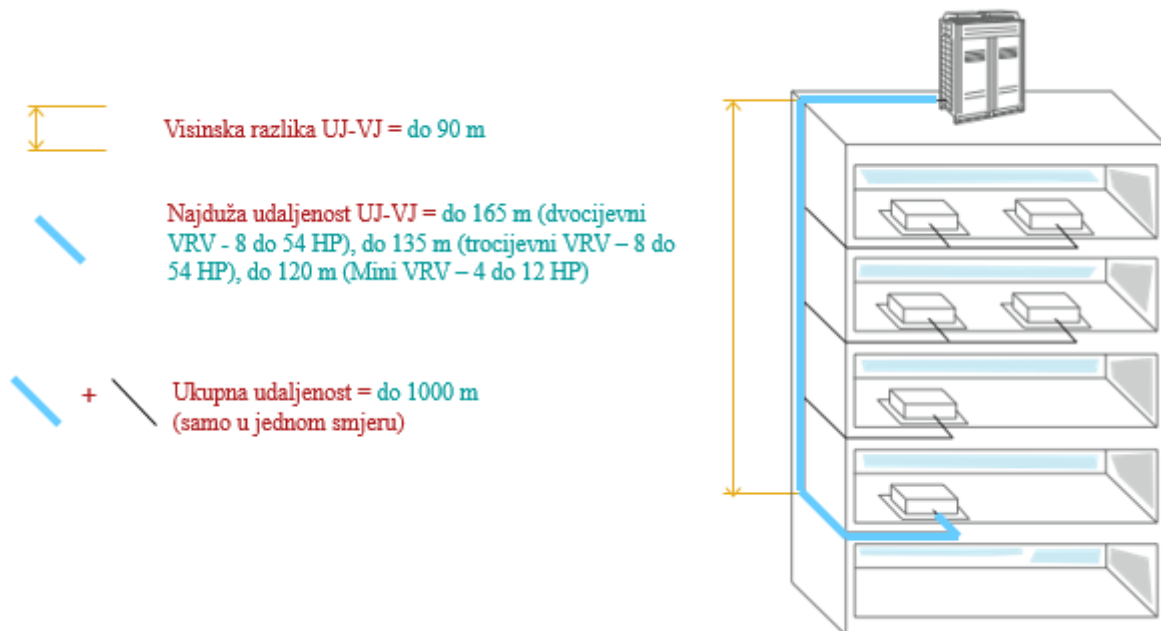 Visinska razlika UJ-VJ = do 90 m
Najduža udaljenost UJ-VJ = do 165 m (dvocijevni
VRV - 8 do 54 HP), do 135 m (trocijevni VRV – 8 do
54 HP), do 120 m (Mini VRV – 4 do 12 HP)
+ Ukupna udaljenost = do 1000 m
(samo u jednom smjeru)